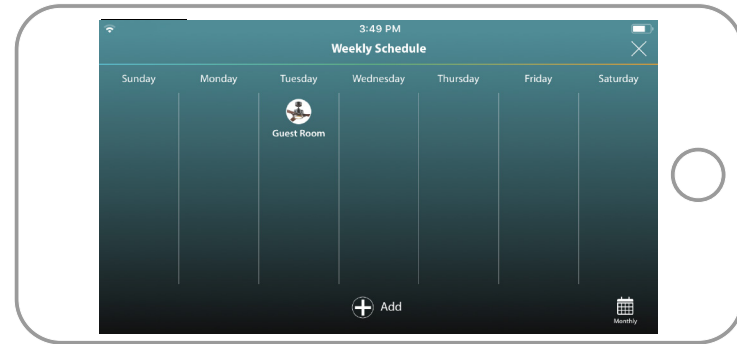 3:49 PM
Weekly Schedule
Sunday Monday Tuesday Wednesday Thursday Friday Saturday
Guest Room
Add
Monthly